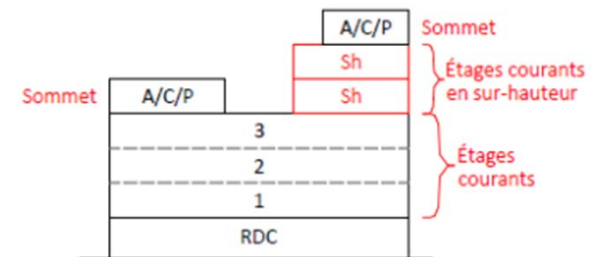 A/C/P Sommet
Sh
Étages courants
en sur-hauteur
Sh
Sommet A/C/P
3
2
Étages
courants
1
RDC